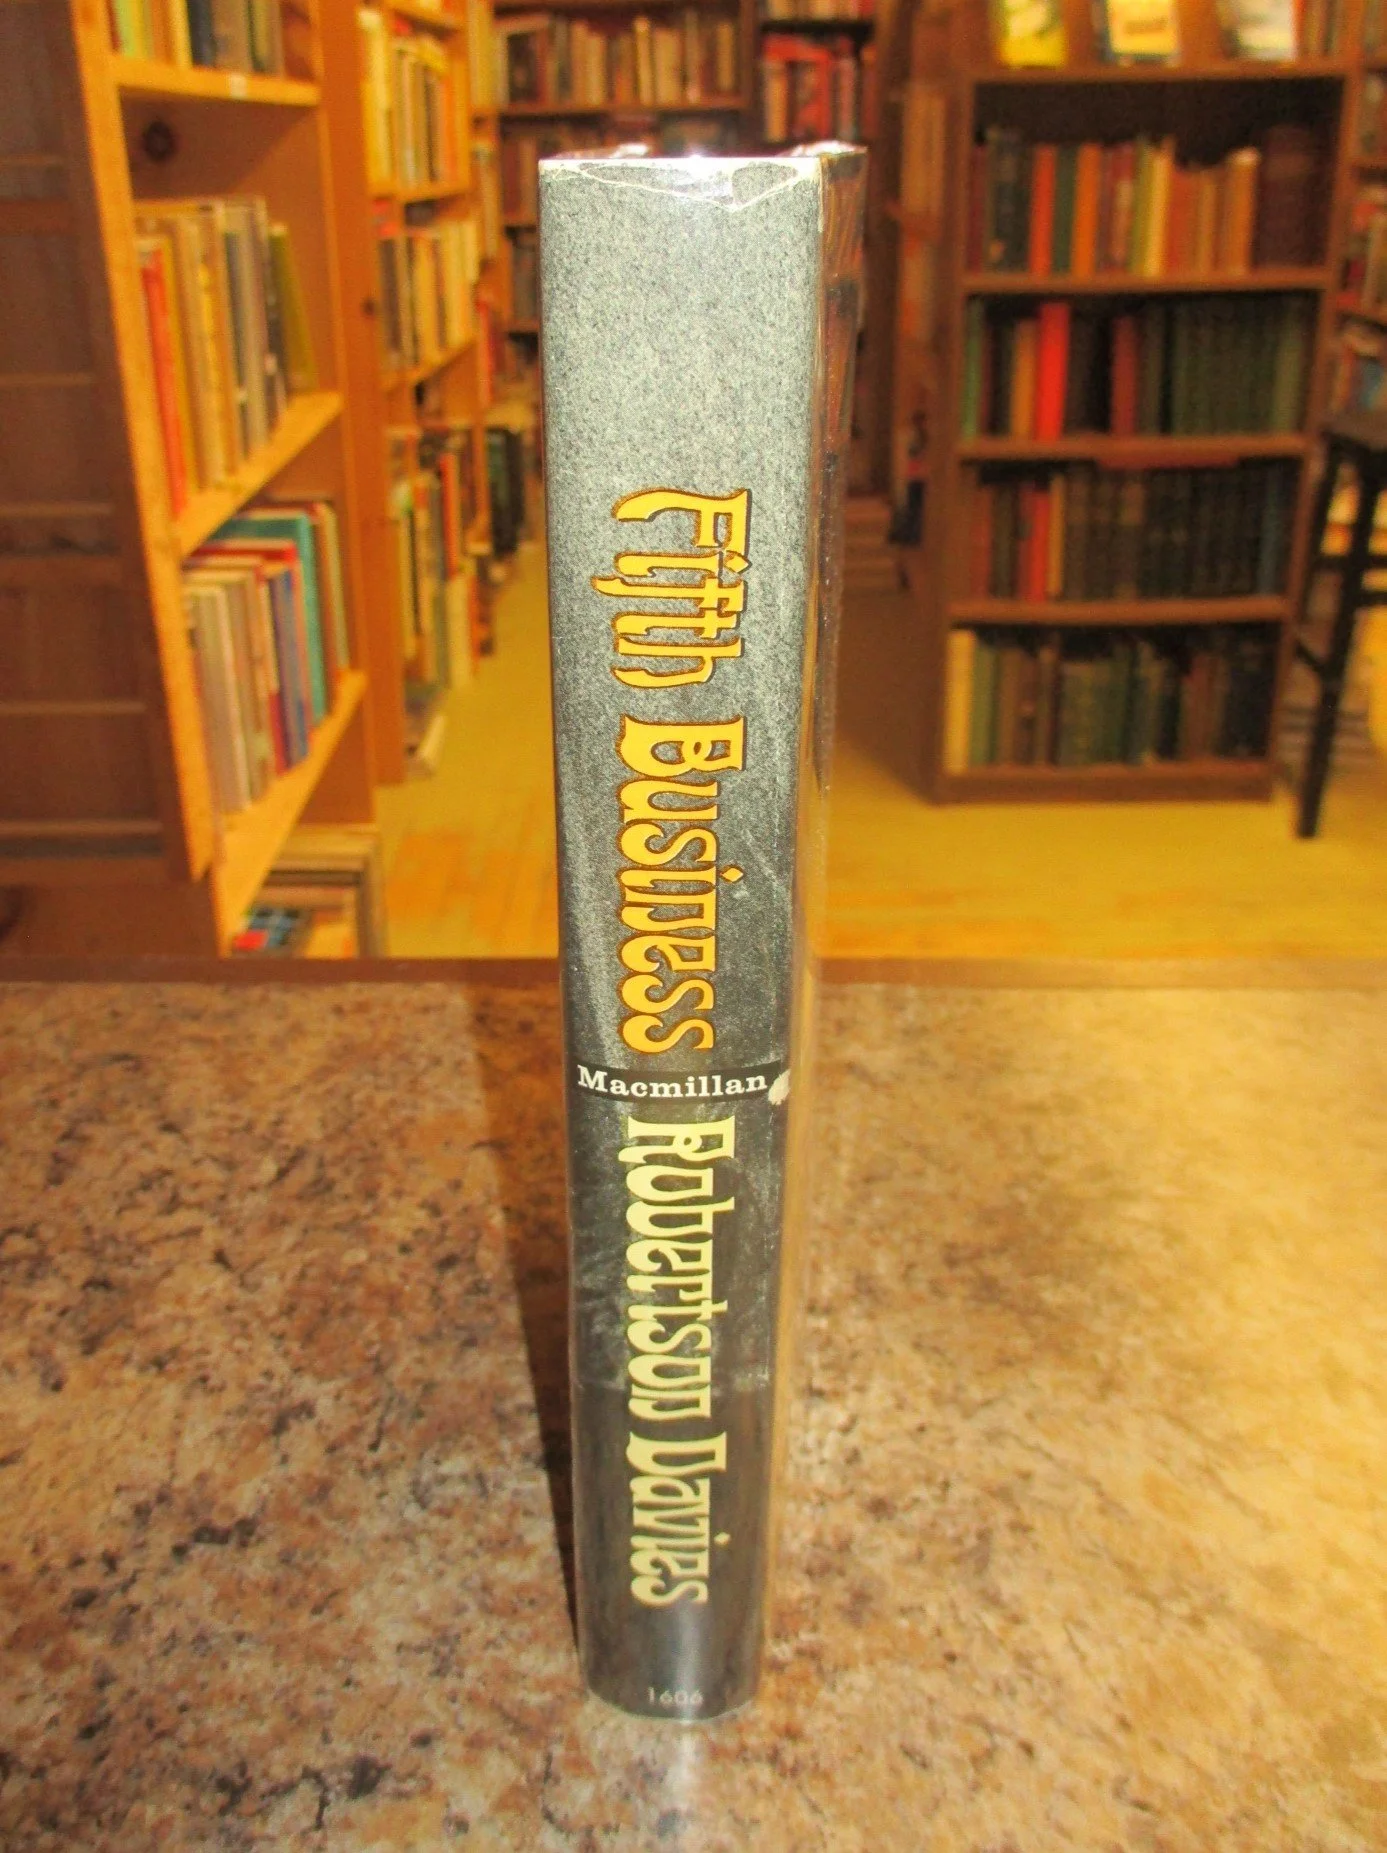 Fifth Business
Macmillan
Robertson Davies
1606